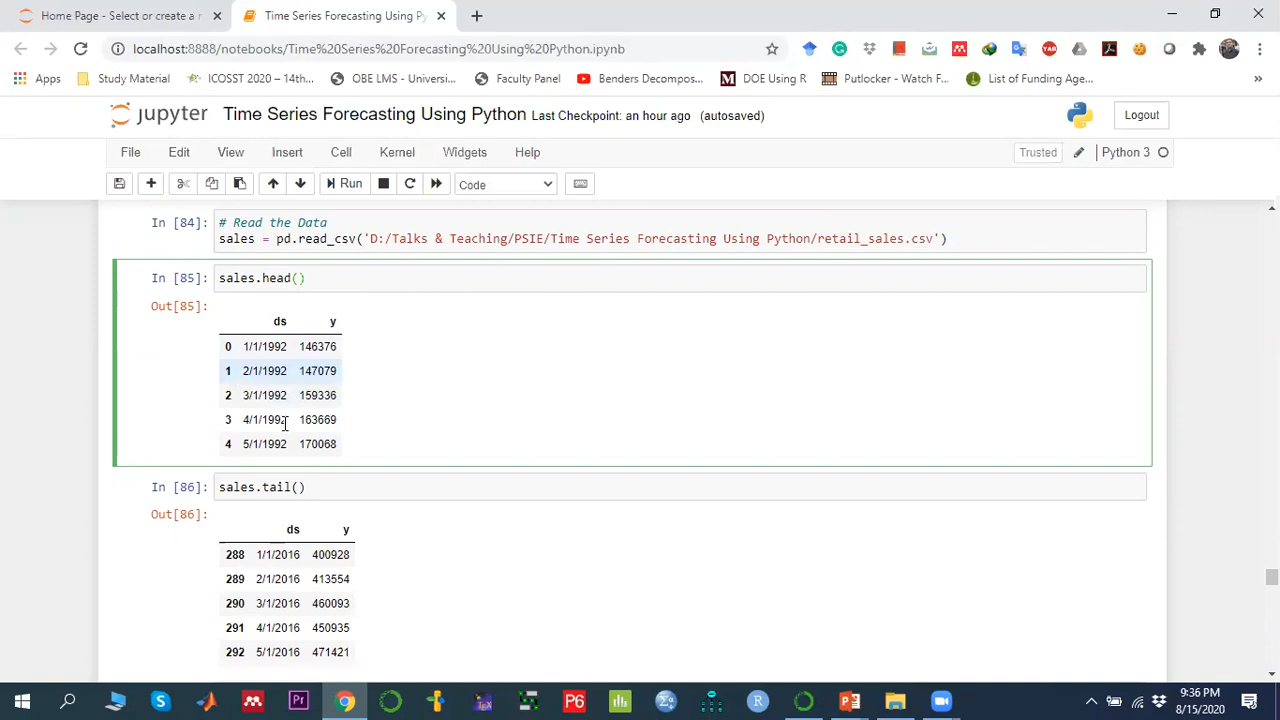 Home Page - Select or create a n
Time Series Forecasting Using Py
localhost:8888/notebooks/Time%20Series%20Forecasting%20Using%20Python.ipynb
Apps
Study Material
ICOSST 2020 – 14th...
OBE LMS - Universi...
Faculty Panel
Benders Decompos...
DOE Using R
Putlocker - Watch F...
List of Funding Age...
»
jupyter Time Series Forecasting Using Python Last Checkpoint: an hour ago (autosaved)
Logout
File Edit View Insert Cell Kernel Widgets Help
Trusted
Python 3
Run
Code
In [84]: # Read the Data
sales = pd.read_csv('D:/Talks & Teaching/PSIE/Time Series Forecasting Using Python/retail_sales.csv')
In [85]: sales.head()
Out[85]:
ds y
0 1/1/1992 146376
1 2/1/1992 147079
2 3/1/1992 159336
3 4/1/1992 163669
4 5/1/1992 170068
In [86]: sales.tail()
Out[86]:
ds y
288 1/1/2016 400928
289 2/1/2016 413554
290 3/1/2016 460093
291 4/1/2016 450935
292 5/1/2016 471421
9:36 PM
8/15/2020